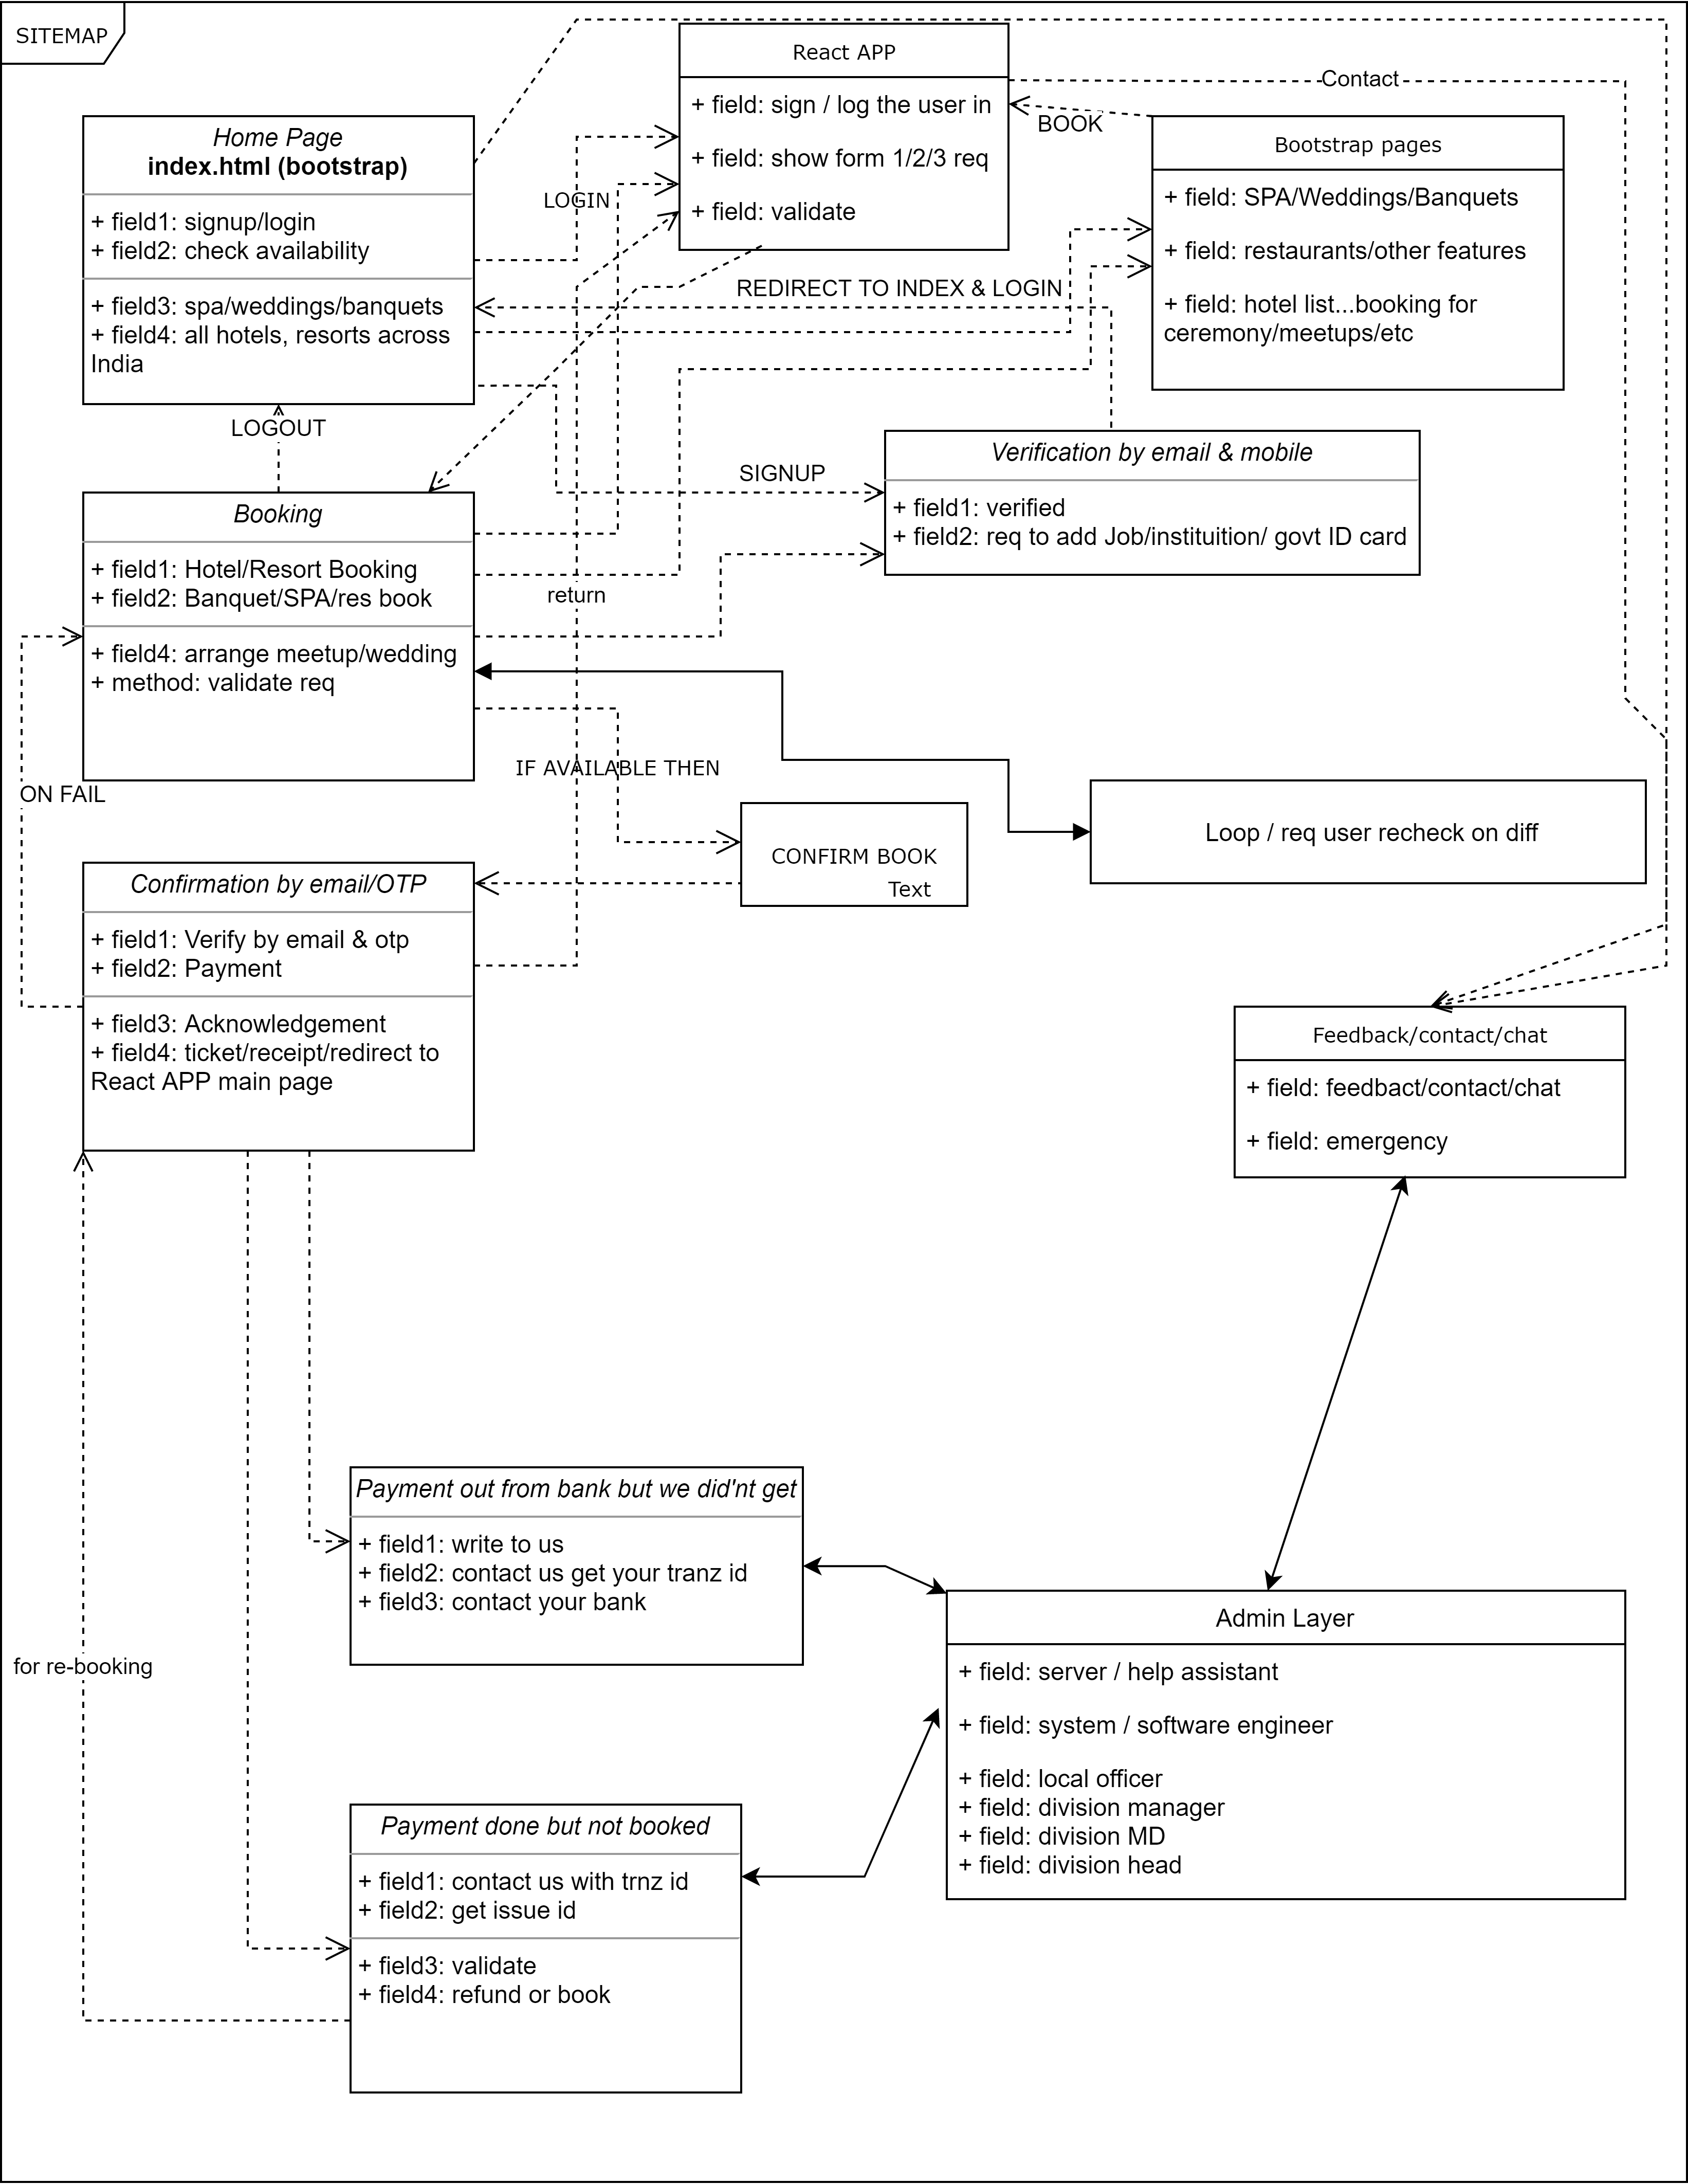 SITEMAP
React APP
+ field: sign / log the user in
+ field: show form 1/2/3 req
+ field: validate
Contact
BOOK
Home Page
index.html (bootstrap)
+ field1: signup/login
+ field2: check availability
+ field3: spa/weddings/banquets
+ field4: all hotels, resorts across
India
LOGIN
Bootstrap pages
+ field: SPA/Weddings/Banquets
+ field: restaurants/other features
+ field: hotel list...booking for
ceremony/meetups/etc
REDIRECT TO INDEX & LOGIN
LOGOUT
SIGNUP
Verification by email & mobile
+ field1: verified
+ field2: req to add Job/instituition/ govt ID card
Booking
+ field1: Hotel/Resort Booking
+ field2: Banquet/SPA/res book
+ field4: arrange meetup/wedding
+ method: validate req
return
IF AVAILABLE THEN
ON FAIL
CONFIRM BOOK
Text
Loop / req user recheck on diff
Confirmation by email/OTP
+ field1: Verify by email & otp
+ field2: Payment
+ field3: Acknowledgement
+ field4: ticket/receipt/redirect to
React APP main page
Feedback/contact/chat
+ field: feedbact/contact/chat
+ field: emergency
Payment out from bank but we did'nt get
+ field1: write to us
+ field2: contact us get your tranz id
+ field3: contact your bank
for re-booking
Admin Layer
+ field: server / help assistant
+ field: system / software engineer
+ field: local officer
+ field: division manager
+ field: division MD
+ field: division head
Payment done but not booked
+ field1: contact us with trnz id
+ field2: get issue id
+ field3: validate
+ field4: refund or book